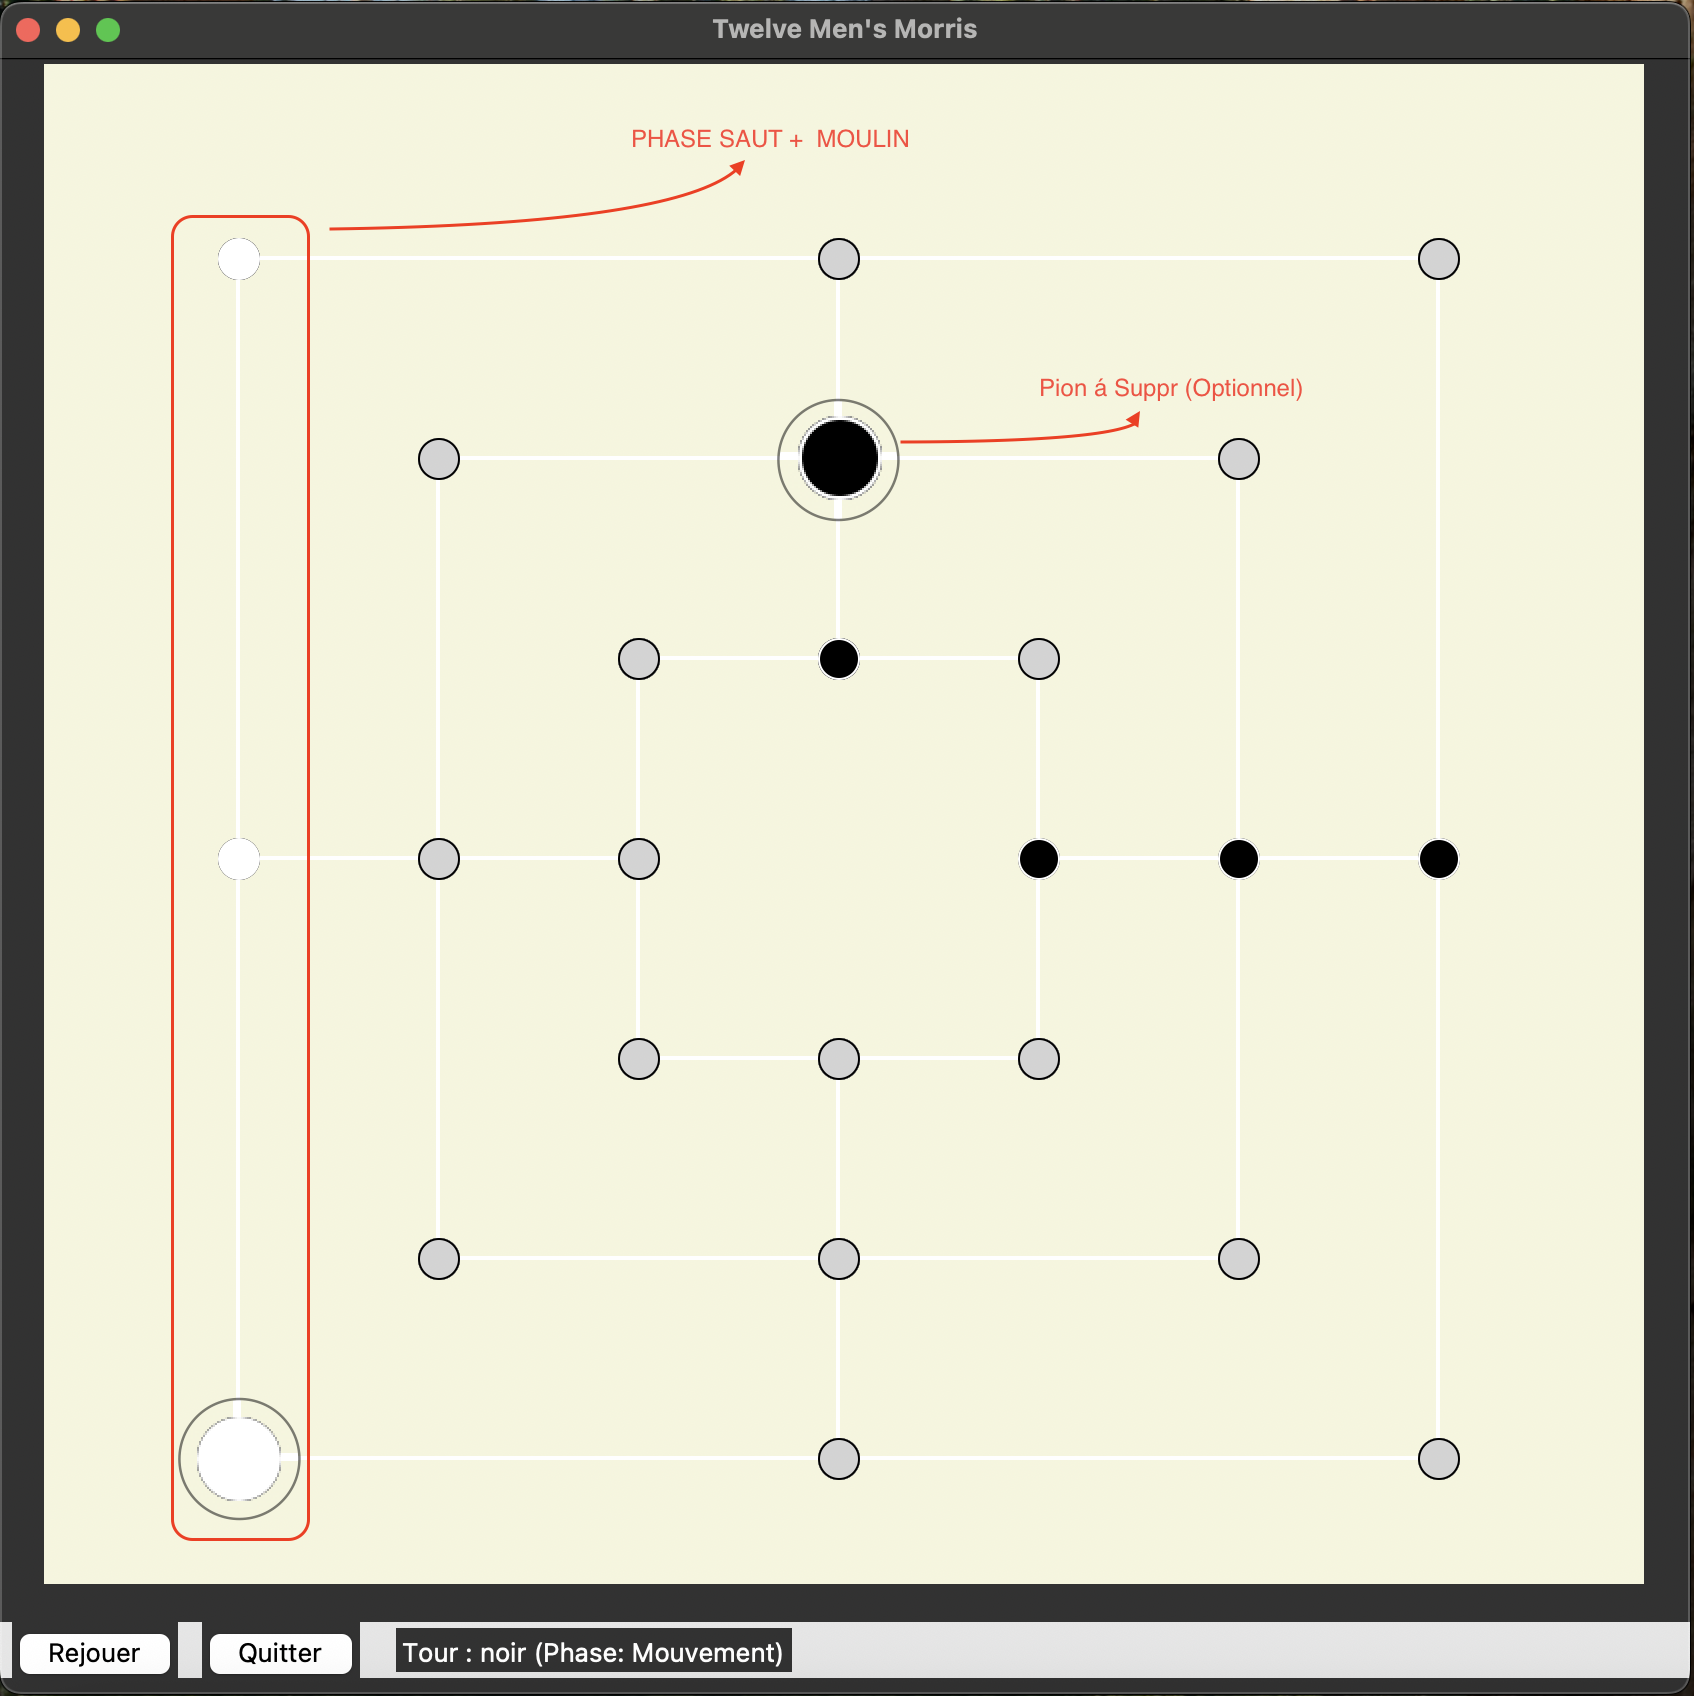 Twelve Men's Morris
PHASE SAUT + MOULIN
Pion á Suppr (Optionnel)
Rejouer
Quitter
Tour : noir (Phase: Mouvement)